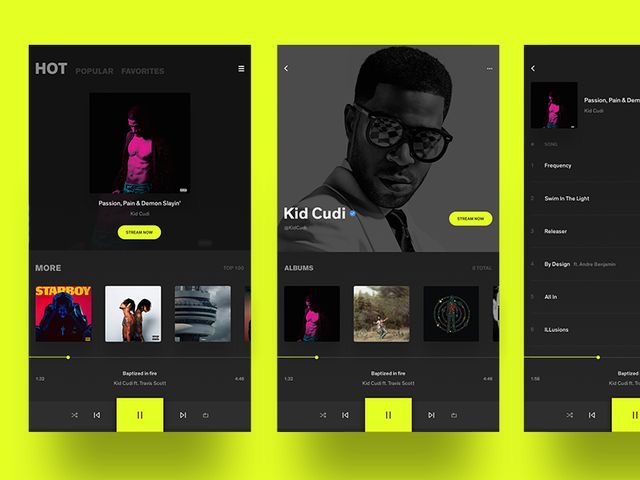 HOT POPULAR FAVORITES
Passion, Pain & Demon Slayin'
Kid Cudi
STREAM NOW
MORE TOP 100
STARBOY
Baptized in fire
1:32 Kid Cudi ft. Travis Scott 4:46
Kid Cudi
@KidCudi
STREAM NOW
ALBUMS 8 TOTAL
Baptized in fire
1:32 Kid Cudi ft. Travis Scott 4:46
Passion, Pain & Dem
Kid Cudi
# SONG
1 Frequency
2 Swim In The Light
3 Releaser
4 By Design ft. Andre Benjamin
5 All In
6 ILLusions
Baptized
1:58 Kid Cudi ft. T